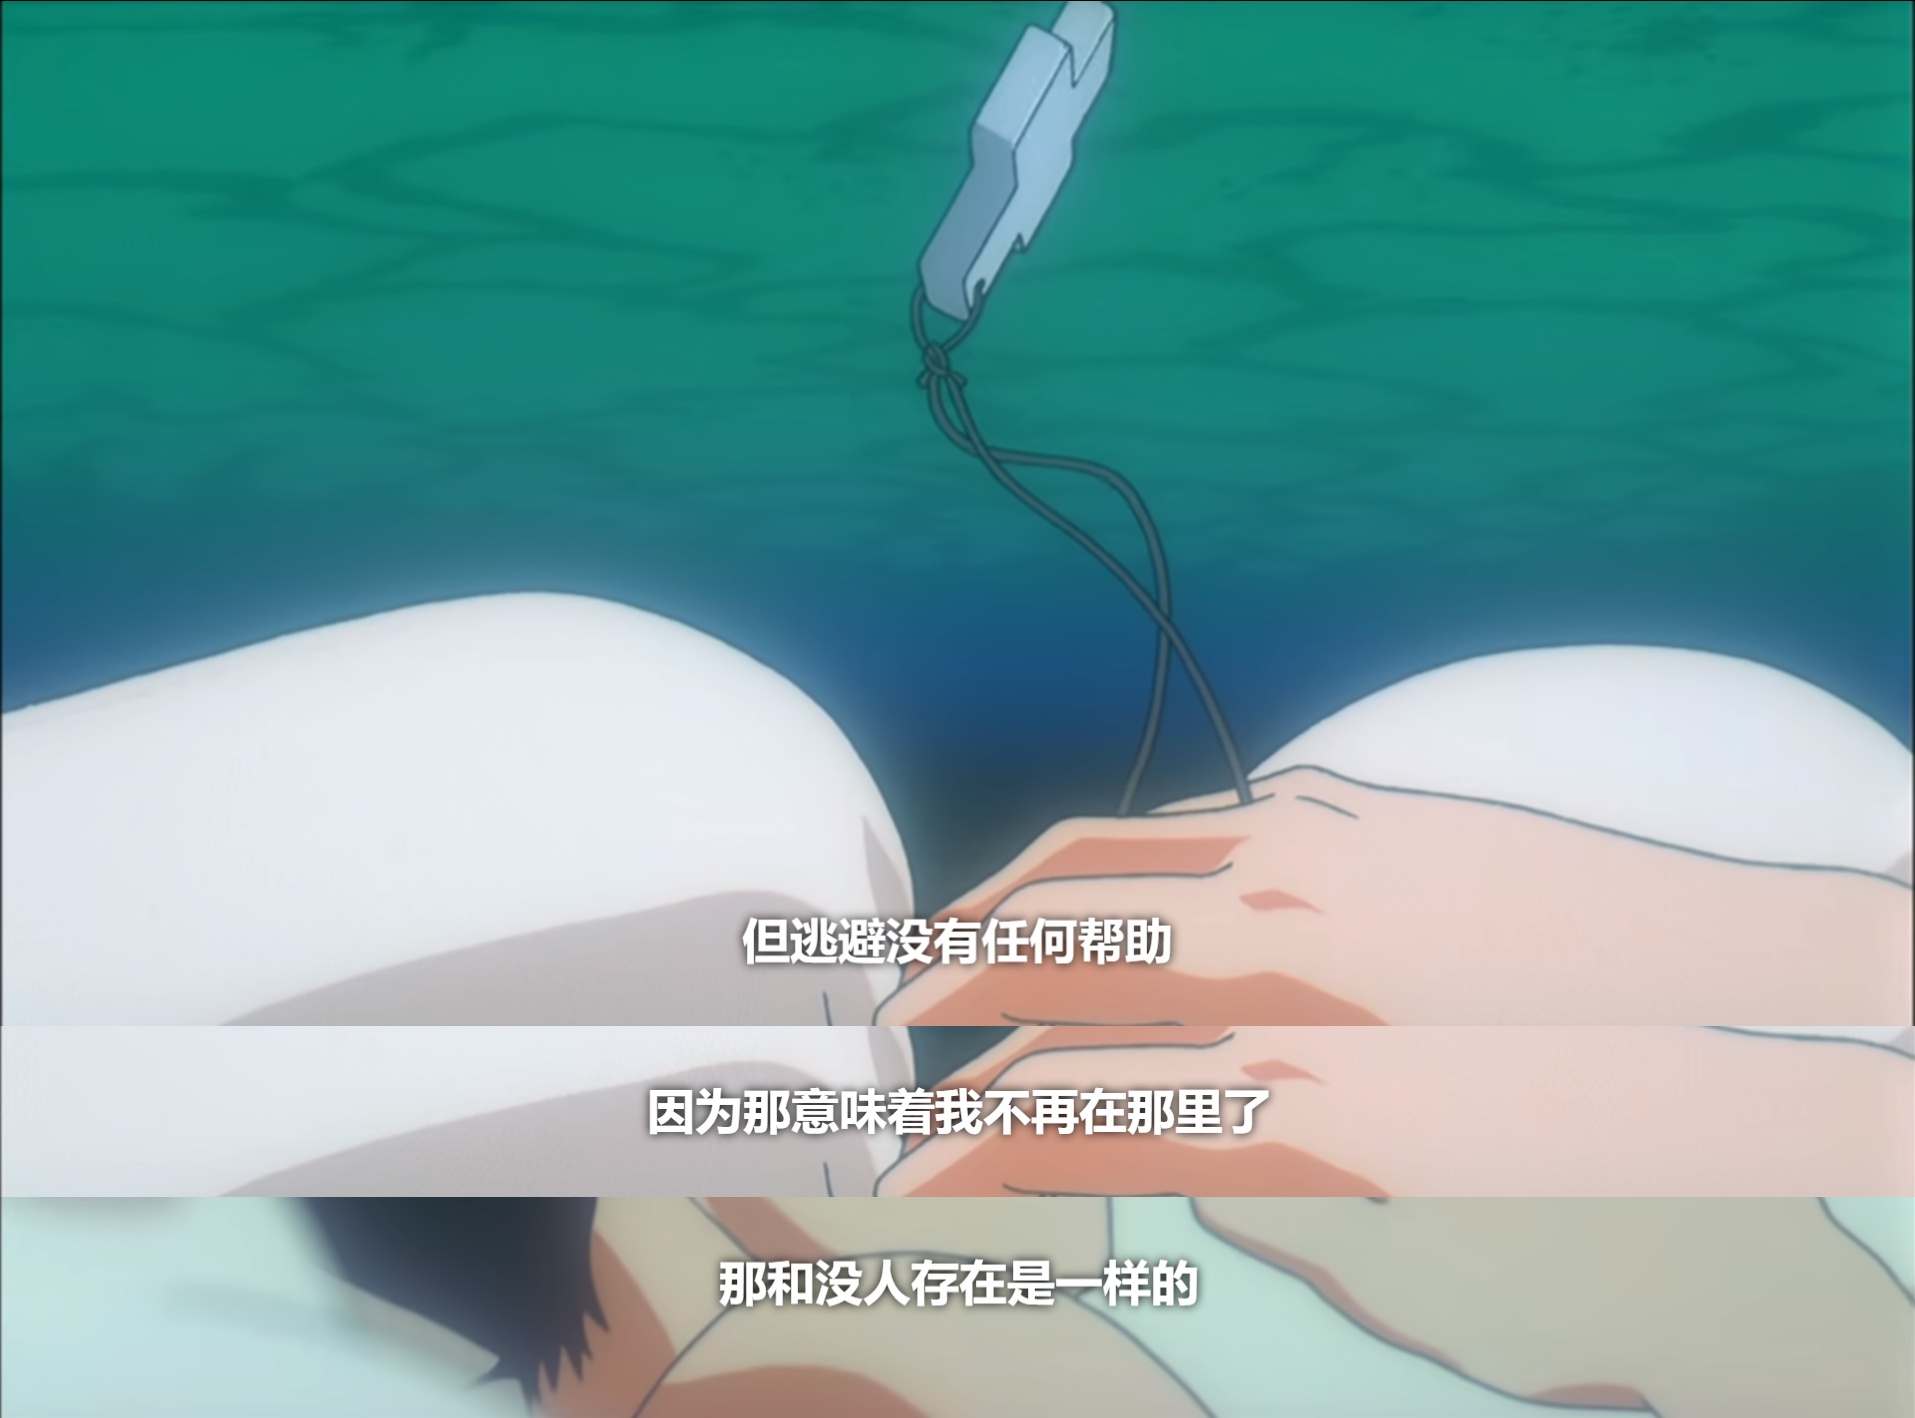 但逃避没有任何帮助
因为那意味着我不再在那里了
那和没人存在是一样的